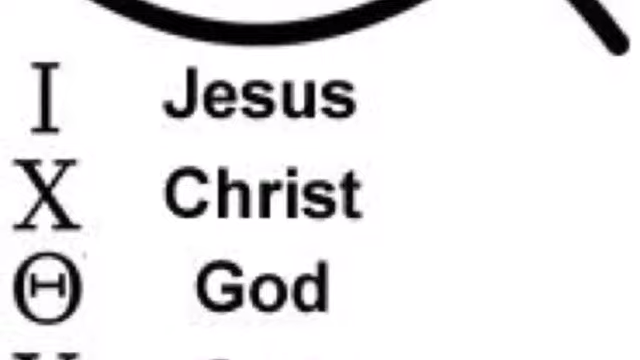 Ι Jesus
Χ Christ
Θ God